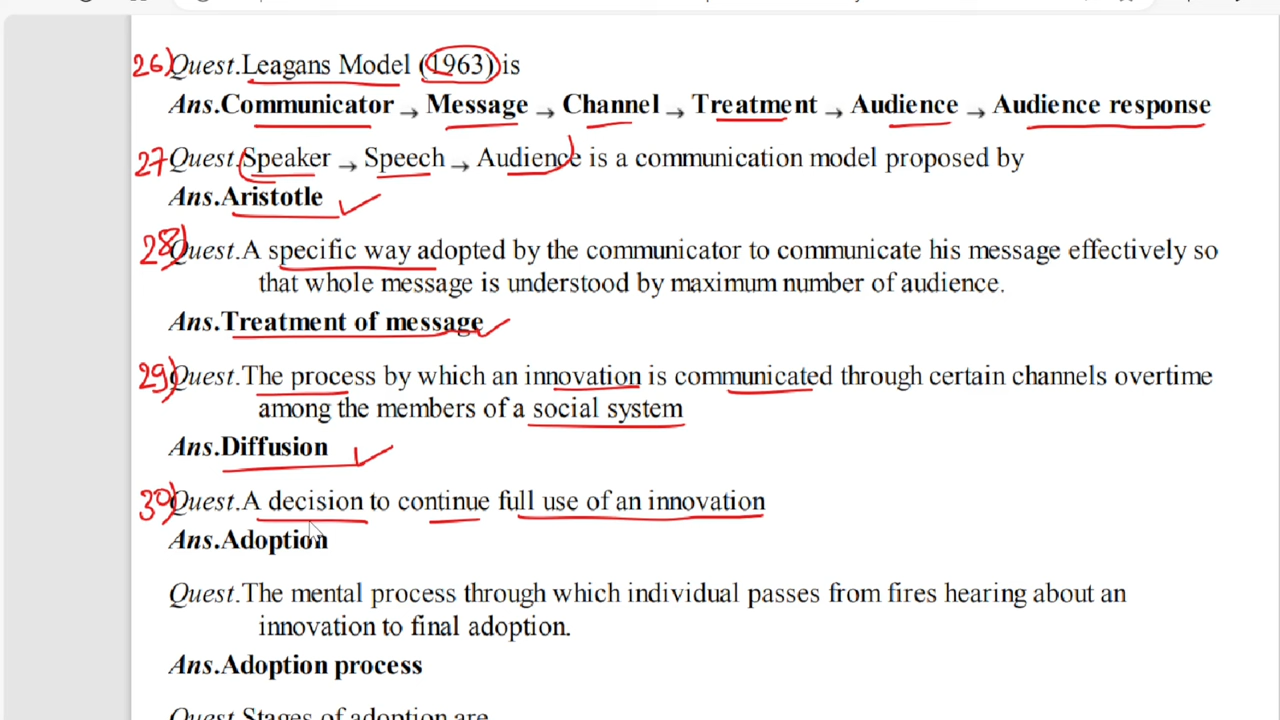 26) Quest.Leagans Model (1963) is
Ans.Communicator → Message → Channel → Treatment → Audience → Audience response
27 Quest.Speaker → Speech → Audience is a communication model proposed by
Ans.Aristotle
28) Quest.A specific way adopted by the communicator to communicate his message effectively so
that whole message is understood by maximum number of audience.
Ans.Treatment of message
29) Quest.The process by which an innovation is communicated through certain channels overtime
among the members of a social system
Ans.Diffusion
30) Quest.A decision to continue full use of an innovation
Ans.Adoption
Quest.The mental process through which individual passes from fires hearing about an
innovation to final adoption.
Ans.Adoption process
Quest.Stages of adoption are